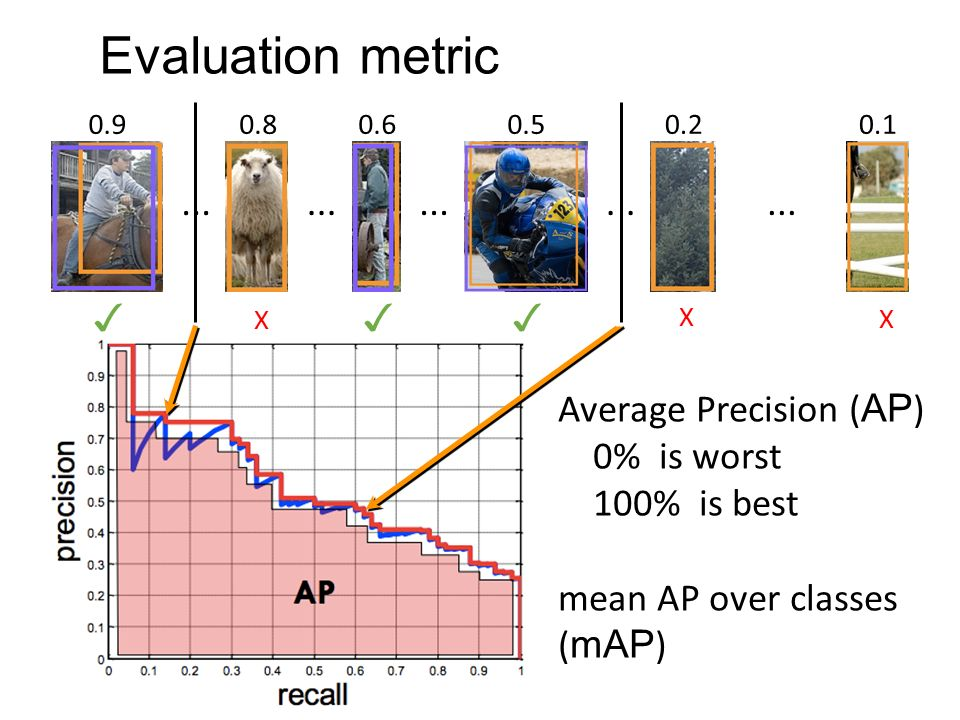 Evaluation metric
0.9 0.8 0.6 0.5 0.2 0.1
... ... ... ... ...
123
✓ X ✓ ✓ X X
1
0.9
0.8
0.7
0.6
0.5
0.4
0.3
0.2
0.1
0
precision
AP
0 0.1 0.2 0.3 0.4 0.5 0.6 0.7 0.8 0.9 1
recall
Average Precision (AP)
0% is worst
100% is best
mean AP over classes
(mAP)